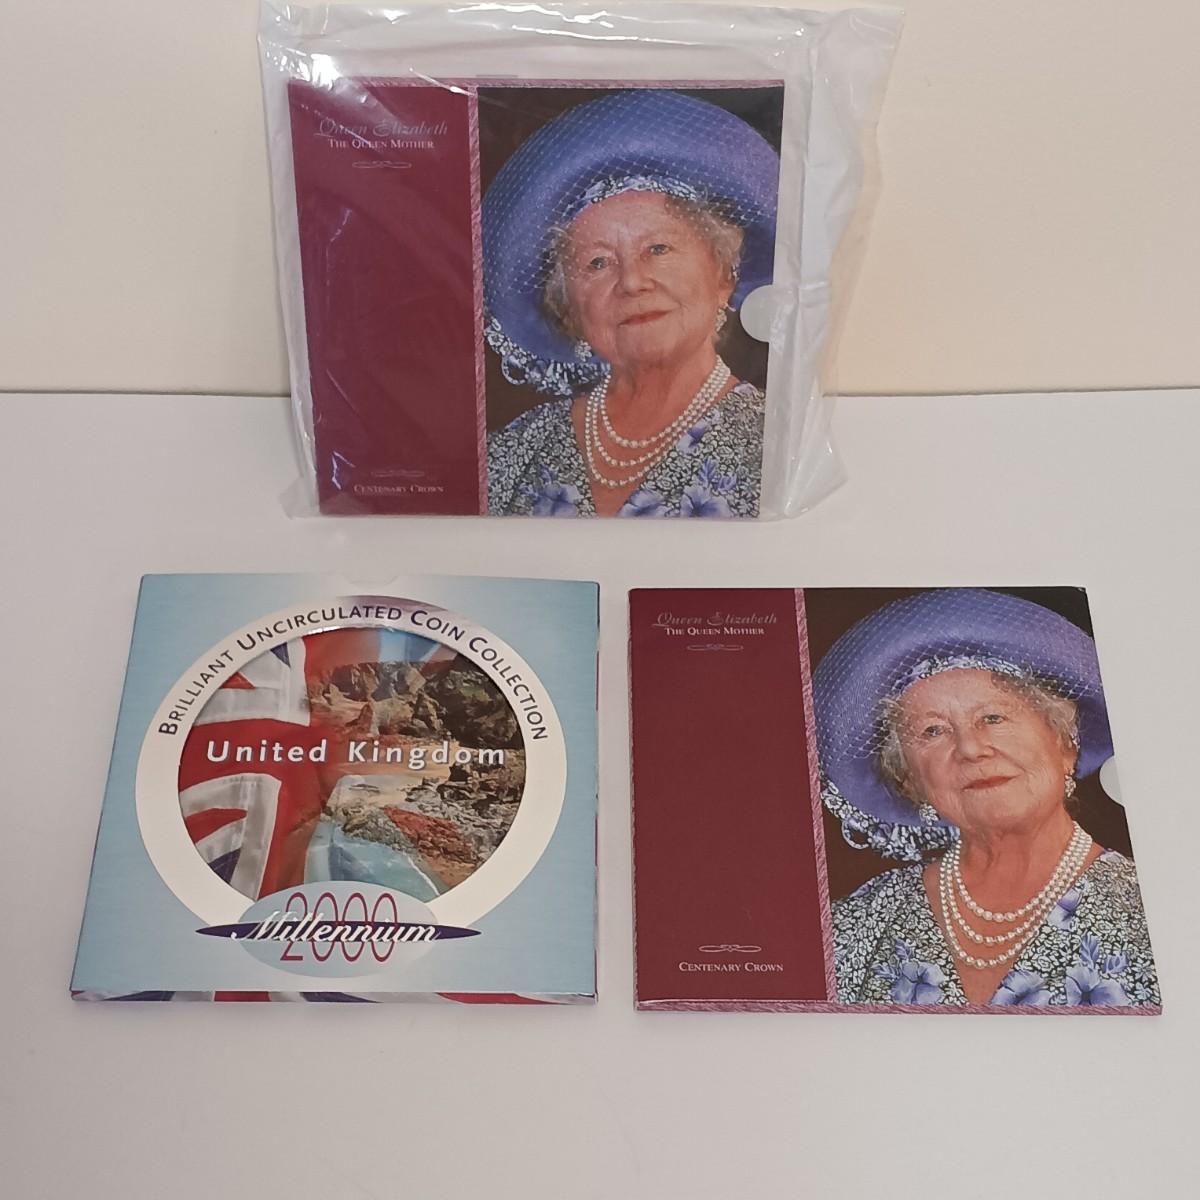 Queen Elizabeth
THE QUEEN MOTHER
CENTENARY CROWN
BRILLIANT UNCIRCULATED COIN COLLECTION
United Kingdom
2000
Millennium
Queen Elizabeth
THE QUEEN MOTHER
CENTENARY CROWN